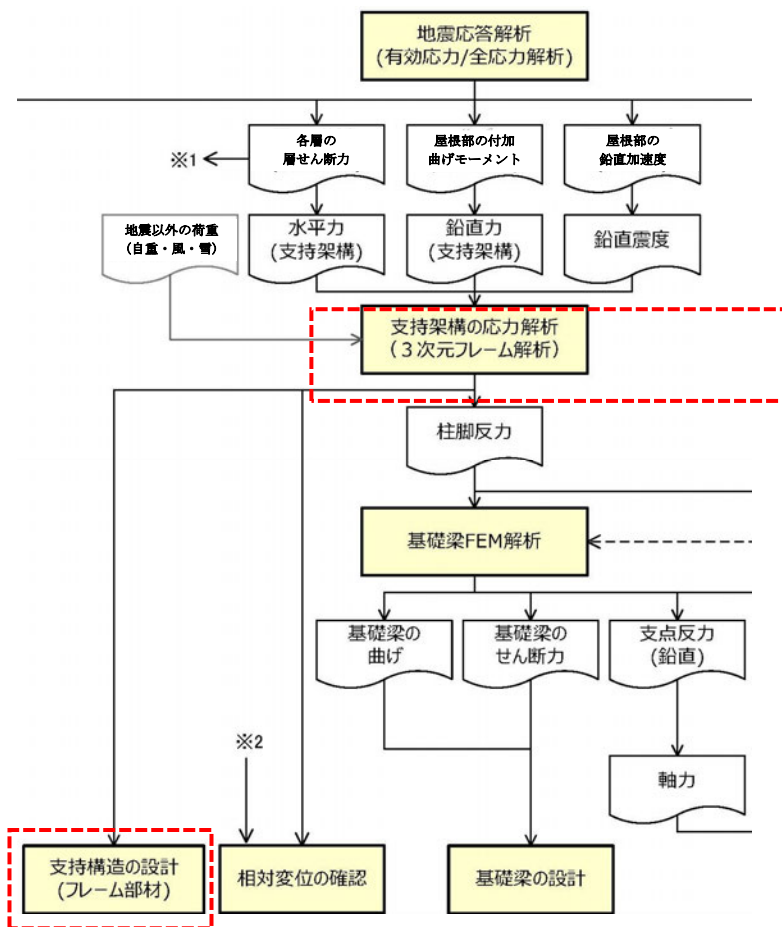 地震応答解析
(有効応力/全応力解析)
※1
各層の
層せん断力
屋根部の付加
曲げモーメント
屋根部の
鉛直加速度
地震以外の荷重
(自重・風・雪)
水平力
(支持架構)
鉛直力
(支持架構)
鉛直震度
支持架構の応力解析
(３次元フレーム解析)
柱脚反力
基礎梁FEM解析
基礎梁の
曲げ
基礎梁の
せん断力
支点反力
(鉛直)
※2
軸力
支持構造の設計
(フレーム部材)
相対変位の確認
基礎梁の設計